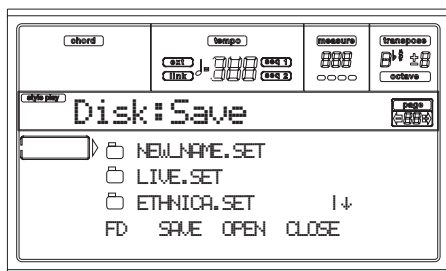 chord tempo measure transpose
ext seq 1
link seq 2
octave
style play page
Disk:Save
NEW_NAME.SET
LIVE.SET
ETHNICA.SET
FD SAVE OPEN CLOSE